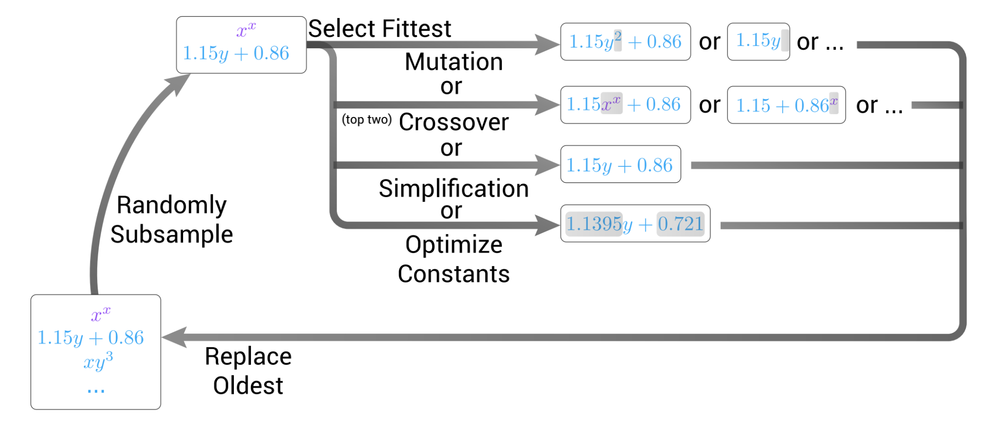 x^x
1.15y + 0.86
Select Fittest
1.15y^2 + 0.86 or 1.15y or ...
Mutation
or
1.15x^x + 0.86 or 1.15 + 0.86^x or ...
(top two) Crossover
or
1.15y + 0.86
Simplification
or
1.1395y + 0.721
Optimize
Constants
Randomly
Subsample
x^x
1.15y + 0.86
xy^3
...
Replace
Oldest